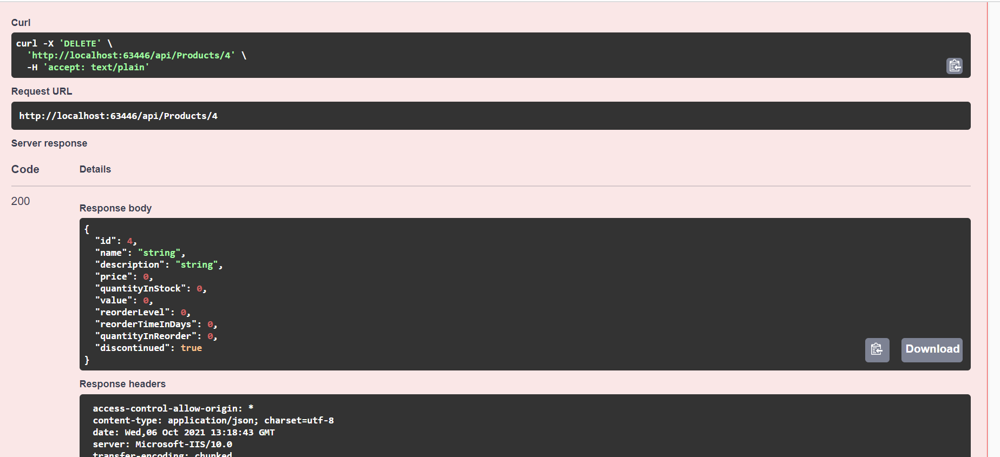 Curl
curl -X 'DELETE' \
  'http://localhost:63446/api/Products/4' \
  -H 'accept: text/plain'
Request URL
http://localhost:63446/api/Products/4
Server response
Code Details
200
Response body
{
  "id": 4,
  "name": "string",
  "description": "string",
  "price": 0,
  "quantityInStock": 0,
  "value": 0,
  "reorderLevel": 0,
  "reorderTimeInDays": 0,
  "quantityInReorder": 0,
  "discontinued": true
}
Download
Response headers
access-control-allow-origin: *
content-type: application/json; charset=utf-8
date: Wed,06 Oct 2021 13:18:43 GMT
server: Microsoft-IIS/10.0
transfer-encoding: chunked